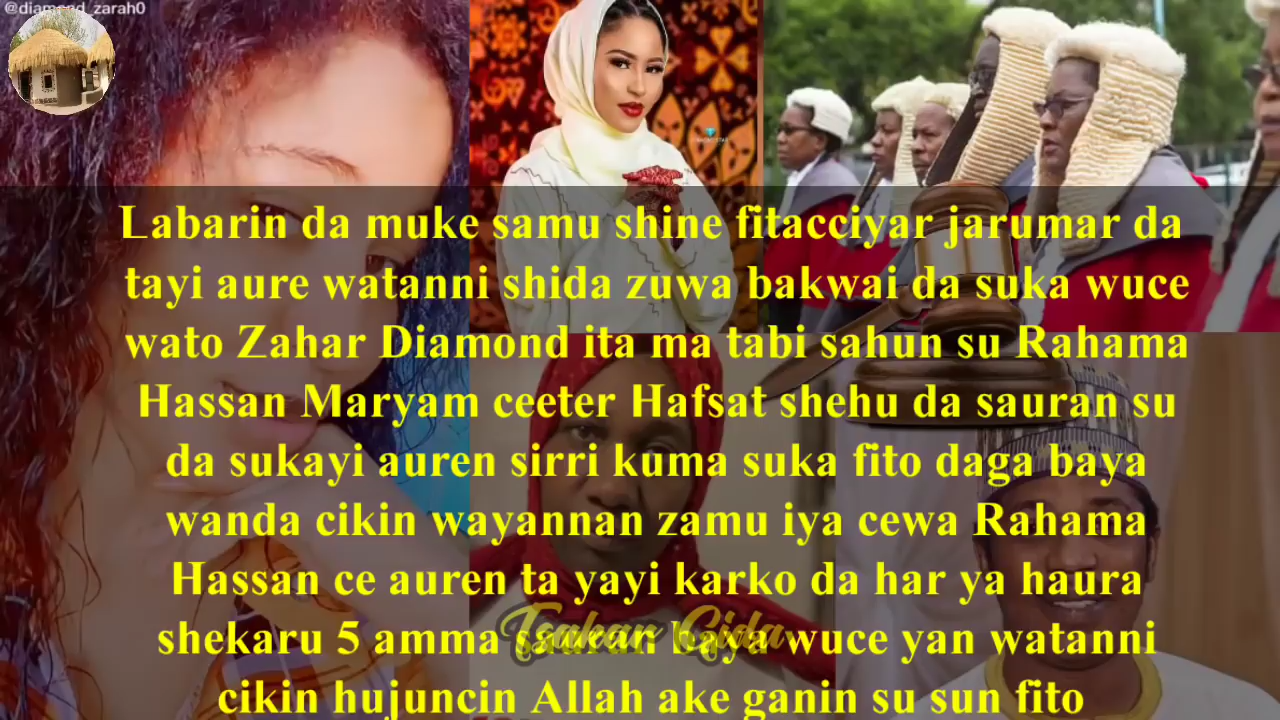 @diamond_zarah0
Labarin da muke samu shine fitacciyar jarumar da
tayi aure watanni shida zuwa bakwai da suka wuce
wato Zahar Diamond ita ma tabi sahun su Rahama
Hassan Maryam ceeter Hafsat shehu da sauran su
da sukayi auren sirri kuma suka fito daga baya
wanda cikin wayannan zamu iya cewa Rahama
Hassan ce auren ta yayi karko da har ya haura
shekaru 5 amma sauran baya wuce yan watanni
Tsakar Gida
cikin hujuncin Allah ake ganin su sun fito